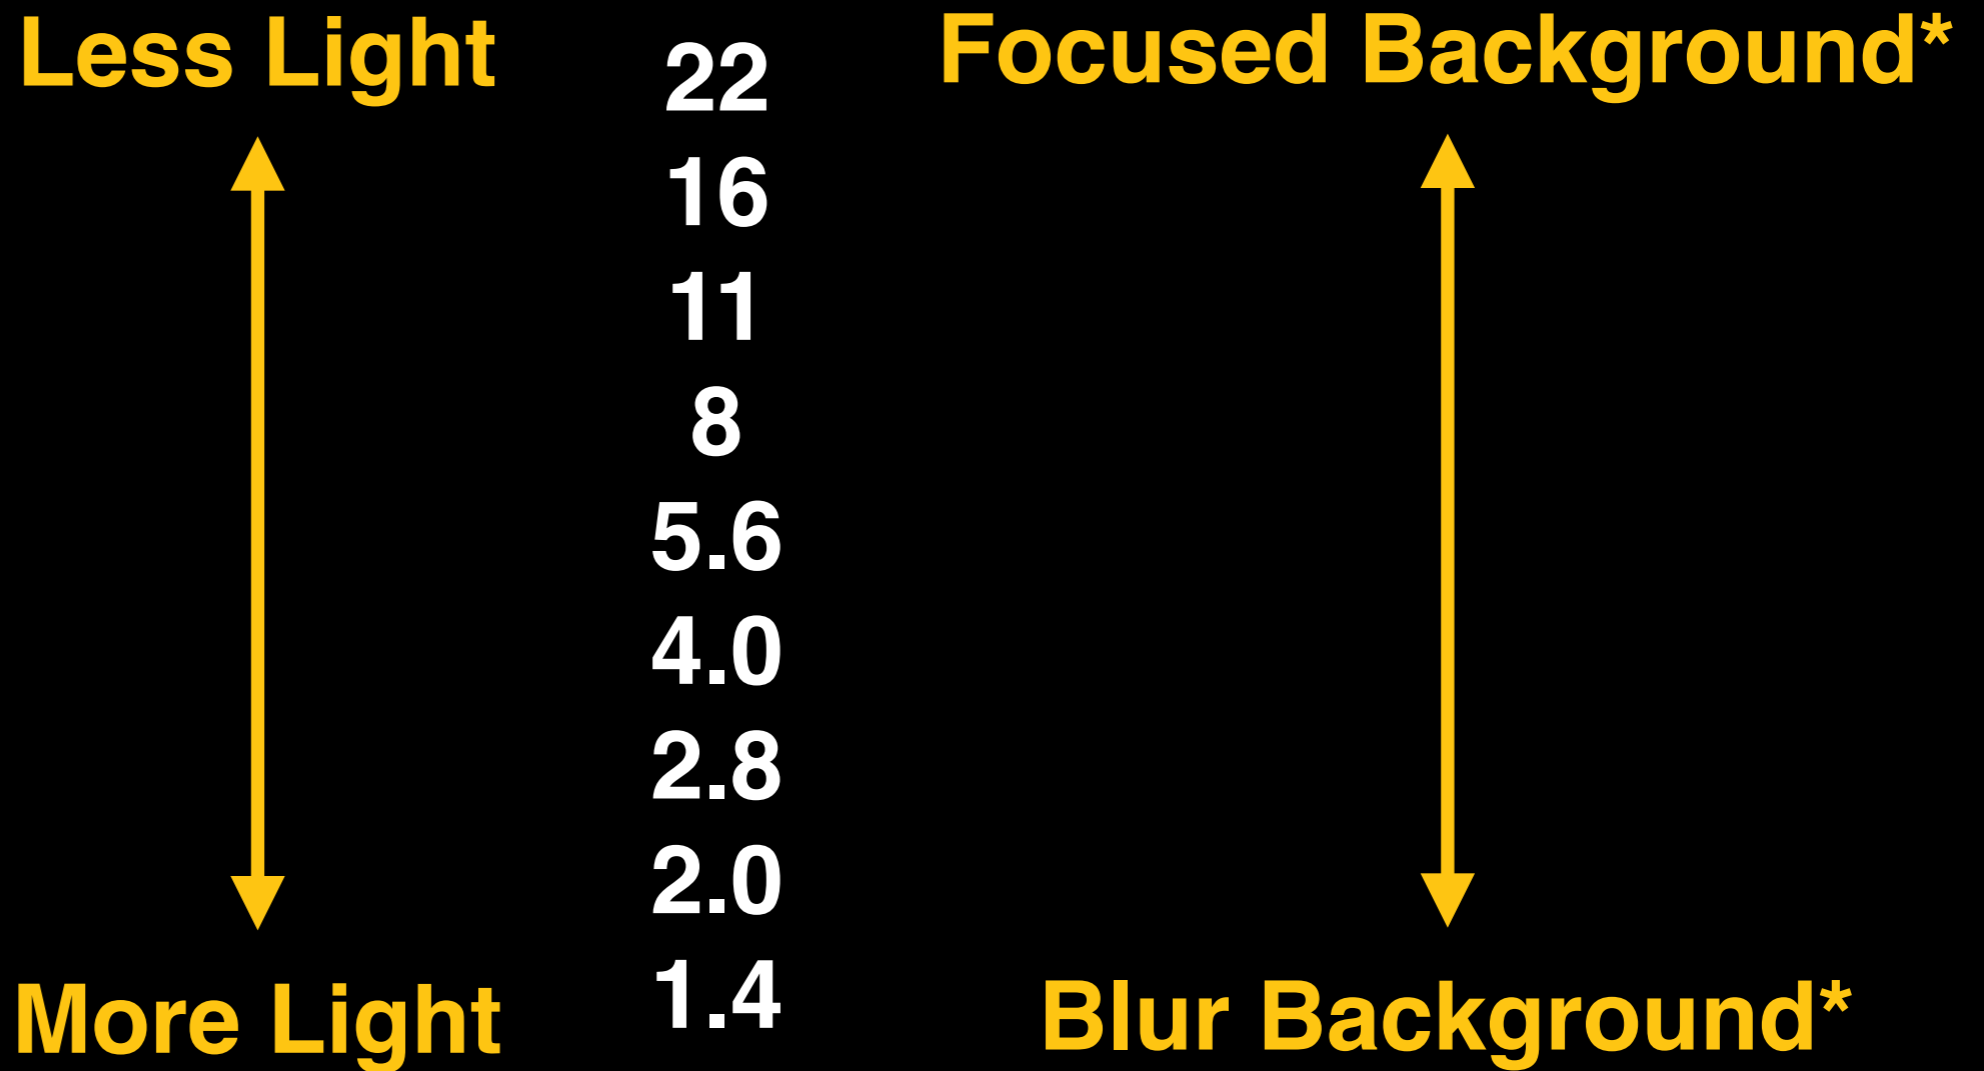 Less Light
22
Focused Background*
16
11
8
5.6
4.0
2.8
2.0
1.4
More Light
Blur Background*